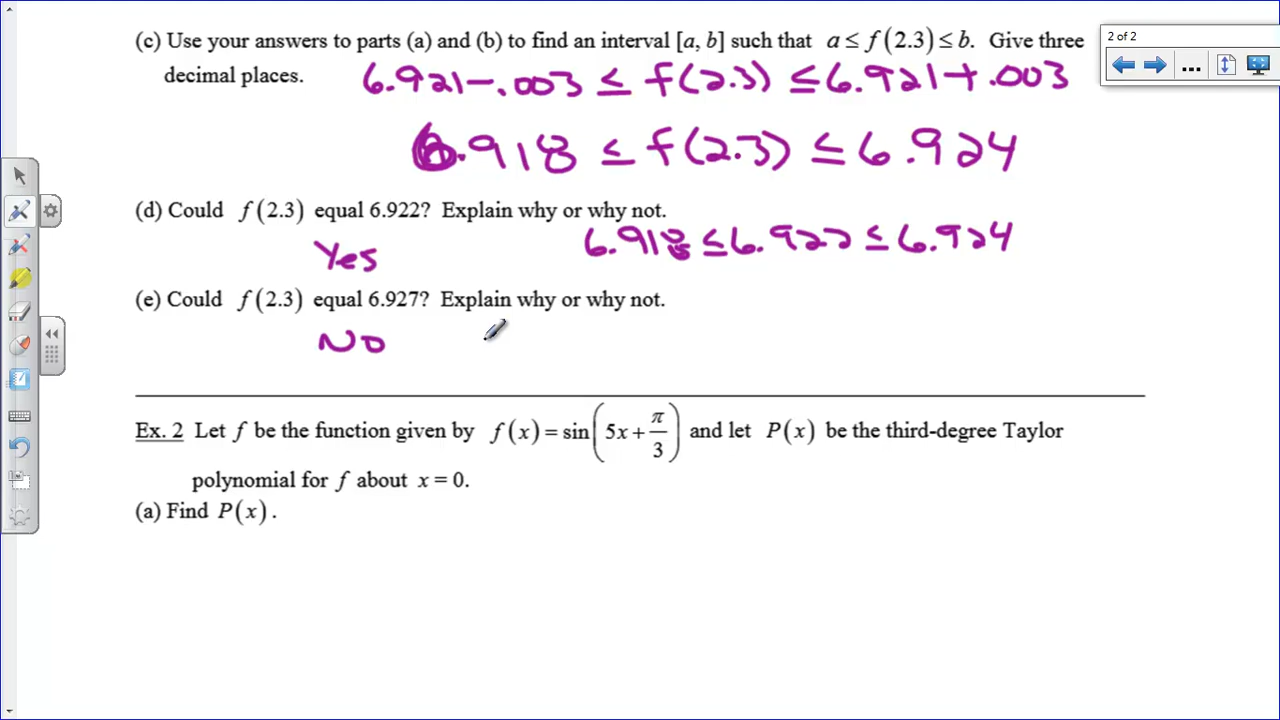 2 of 2
(c) Use your answers to parts (a) and (b) to find an interval [a, b] such that a ≤ f(2.3) ≤ b. Give three
decimal places.
6.921-.003 ≤ f(2.3) ≤ 6.921+.003
6.918 ≤ f(2.3) ≤ 6.924
(d) Could f(2.3) equal 6.922? Explain why or why not.
Yes 6.918 ≤ 6.922 ≤ 6.924
(e) Could f(2.3) equal 6.927? Explain why or why not.
No
Ex. 2 Let f be the function given by f(x) = sin(5x + π/3) and let P(x) be the third-degree Taylor
polynomial for f about x = 0.
(a) Find P(x).